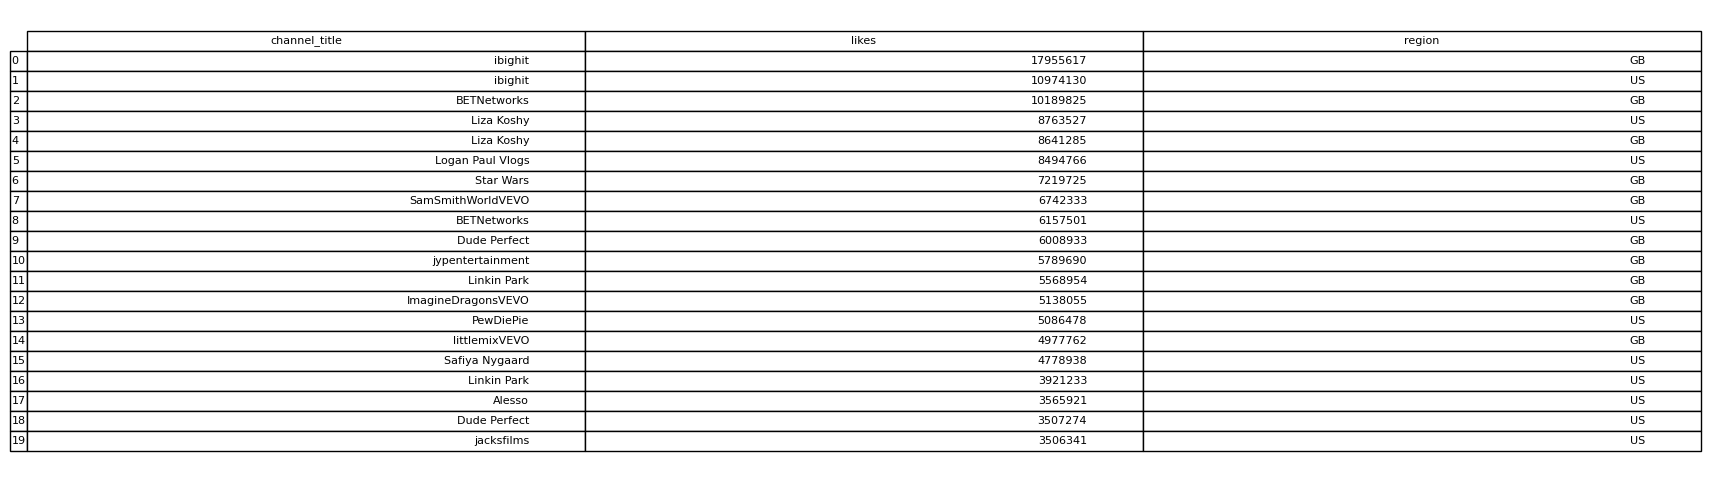 channel_title likes region
0 ibighit 17955617 GB
1 ibighit 10974130 US
2 BETNetworks 10189825 GB
3 Liza Koshy 8763527 US
4 Liza Koshy 8641285 GB
5 Logan Paul Vlogs 8494766 US
6 Star Wars 7219725 GB
7 SamSmithWorldVEVO 6742333 GB
8 BETNetworks 6157501 US
9 Dude Perfect 6008933 GB
10 jypentertainment 5789690 GB
11 Linkin Park 5568954 GB
12 ImagineDragonsVEVO 5138055 GB
13 PewDiePie 5086478 US
14 littlemixVEVO 4977762 GB
15 Safiya Nygaard 4778938 US
16 Linkin Park 3921233 US
17 Alesso 3565921 US
18 Dude Perfect 3507274 US
19 jacksfilms 3506341 US